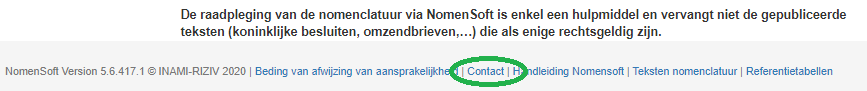 De raadpleging van de nomenclatuur via NomenSoft is enkel een hulpmiddel en vervangt niet de gepubliceerde
teksten (koninklijke besluiten, omzendbrieven,...) die als enige rechtsgeldig zijn.
NomenSoft Version 5.6.417.1 © INAMI-RIZIV 2020 | Beding van afwijzing van aansprakelijkheid | Contact | Handleiding Nomensoft | Teksten nomenclatuur | Referentietabellen